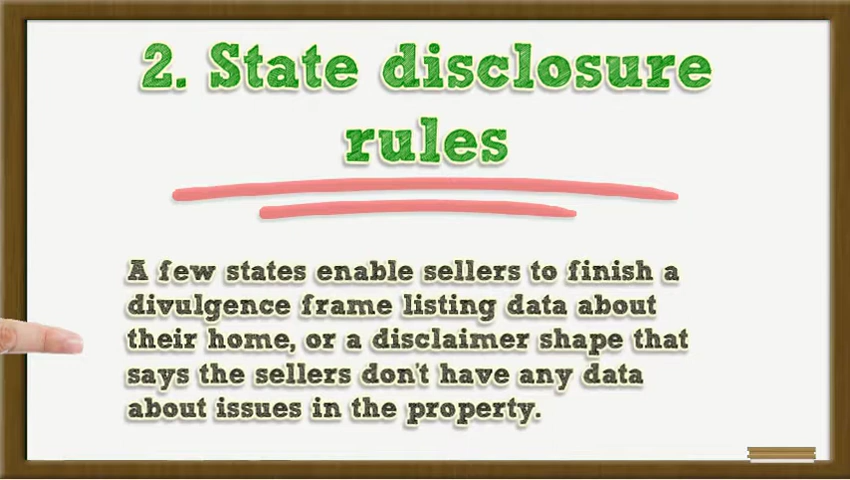 2. State disclosure
rules
A few states enable sellers to finish a
divulgence frame listing data about
their home, or a disclaimer shape that
says the sellers don't have any data
about issues in the property.